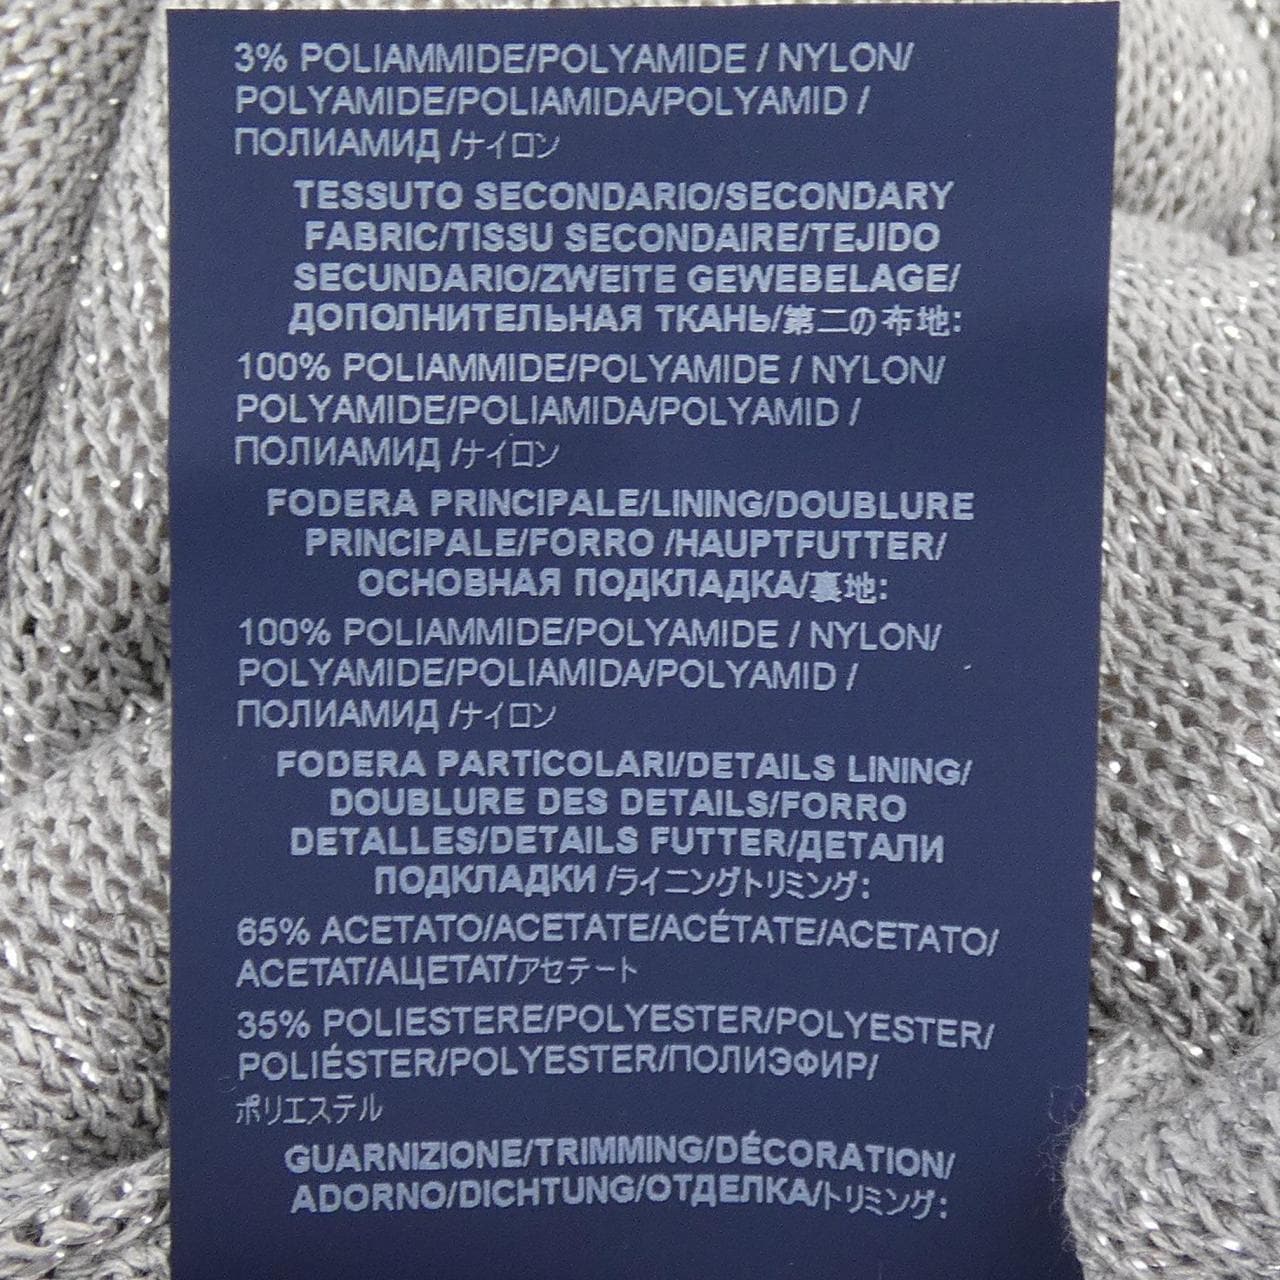 3% POLIAMMIDE/POLYAMIDE / NYLON/
POLYAMIDE/POLIAMIDA/POLYAMID /
ПОЛИАМИД /ナイロン
TESSUTO SECONDARIO/SECONDARY
FABRIC/TISSU SECONDAIRE/TEJIDO
SECUNDARIO/ZWEITE GEWEBELAGE/
ДОПОЛНИТЕЛЬНАЯ ТКАНЬ/第二の布地:
100% POLIAMMIDE/POLYAMIDE / NYLON/
POLYAMIDE/POLIAMIDA/POLYAMID /
ПОЛИАМИД /ナイロン
FODERA PRINCIPALE/LINING/DOUBLURE
PRINCIPALE/FORRO /HAUPTFUTTER/
ОСНОВНАЯ ПОДКЛАДКА/裏地:
100% POLIAMMIDE/POLYAMIDE / NYLON/
POLYAMIDE/POLIAMIDA/POLYAMID /
ПОЛИАМИД /ナイロン
FODERA PARTICOLARI/DETAILS LINING/
DOUBLURE DES DETAILS/FORRO
DETALLES/DETAILS FUTTER/ДЕТАЛИ
ПОДКЛАДКИ /ライニングトリミング:
65% ACETATO/ACETATE/ACÉTATE/ACETATO/
ACETAT/АЦЕТАТ/アセテート
35% POLIESTERE/POLYESTER/POLYESTER/
POLIÉSTER/POLYESTER/ПОЛИЭФИР/
ポリエステル
GUARNIZIONE/TRIMMING/DÉCORATION/
ADORNO/DICHTUNG/ОТДЕЛКА/トリミング: